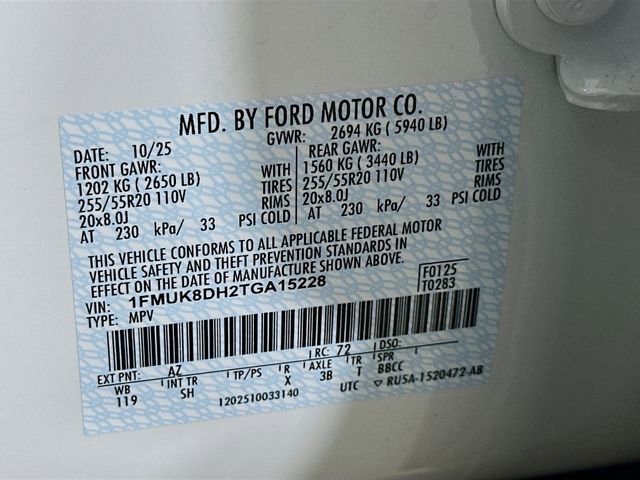 MFD. BY FORD MOTOR CO.
DATE: 10/25 GVWR: 2694 KG ( 5940 LB)
FRONT GAWR: REAR GAWR:
1202 KG ( 2650 LB) WITH 1560 KG ( 3440 LB) WITH
255/55R20 110V TIRES 255/55R20 110V TIRES
20x8.0J RIMS 20x8.0J RIMS
AT 230 kPa/ 33 PSI COLD AT 230 kPa/ 33 PSI COLD
THIS VEHICLE CONFORMS TO ALL APPLICABLE FEDERAL MOTOR
VEHICLE SAFETY AND THEFT PREVENTION STANDARDS IN
EFFECT ON THE DATE OF MANUFACTURE SHOWN ABOVE.
VIN: 1FMUK8DH2TGA15228 F0125
TYPE: MPV T0283
EXT PNT: AZ RC: 72 DSO:
WB INT TR TP/PS R AXLE TR SPR
119 SH X 3B T BBCC
1202510033140 UTC ▽ RU5A-1520472-AB